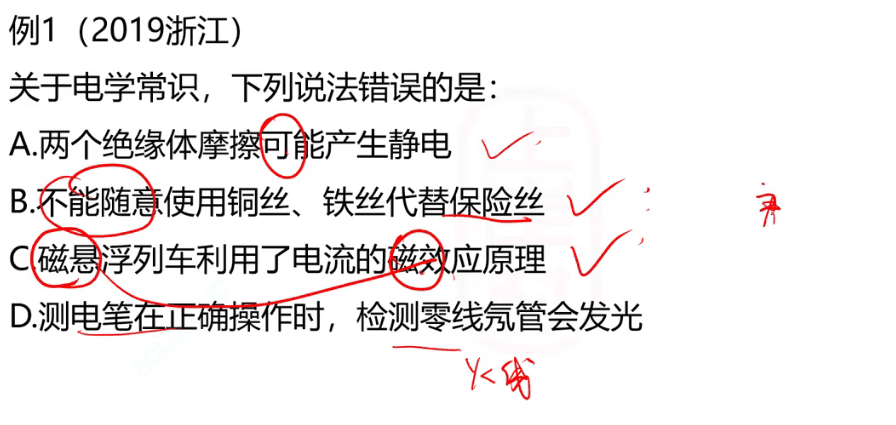 例1（2019浙江）
关于电学常识，下列说法错误的是：
A.两个绝缘体摩擦可能产生静电
B.不能随意使用铜丝、铁丝代替保险丝
C.磁悬浮列车利用了电流的磁效应原理
D.测电笔在正确操作时，检测零线氖管会发光
火线